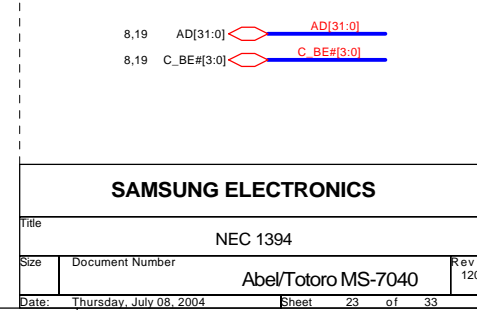 8,19 AD[31:0] AD[31:0]
8,19 C_BE#[3:0] C_BE#[3:0]
SAMSUNG ELECTRONICS
Title
NEC 1394
Size Document Number Rev
Abel/Totoro MS-7040 120
Date: Thursday, July 08, 2004 Sheet 23 of 33